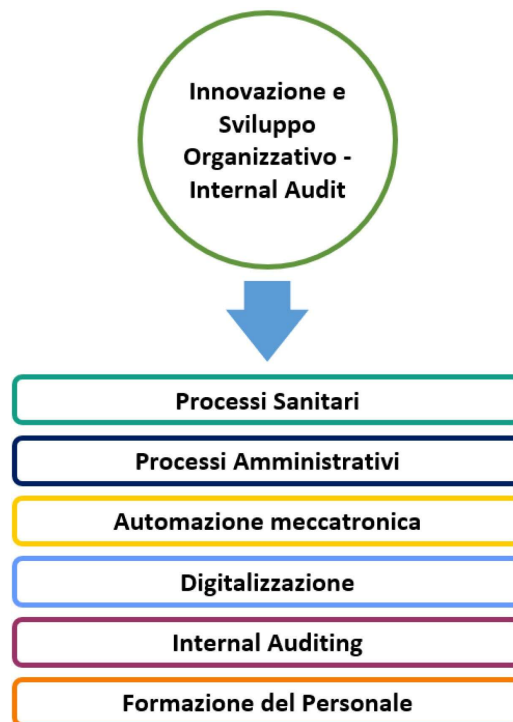 Innovazione e
Sviluppo
Organizzativo -
Internal Audit
Processi Sanitari
Processi Amministrativi
Automazione meccatronica
Digitalizzazione
Internal Auditing
Formazione del Personale